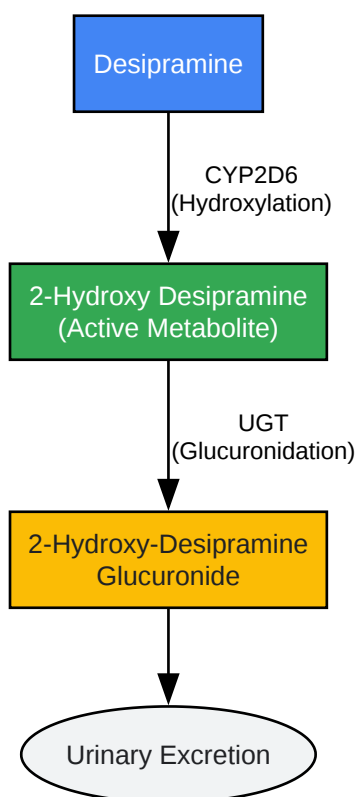 Desipramine
CYP2D6
(Hydroxylation)
2-Hydroxy Desipramine
(Active Metabolite)
UGT
(Glucuronidation)
2-Hydroxy-Desipramine
Glucuronide
Urinary Excretion